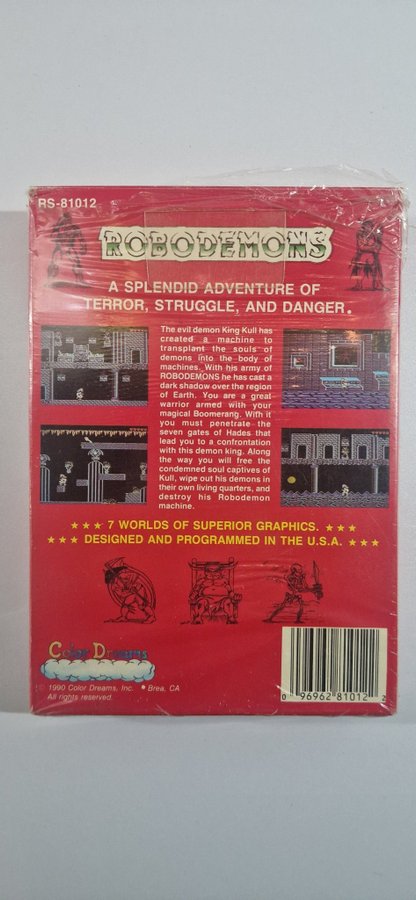 RS-81012
ROBODEMONS
A SPLENDID ADVENTURE OF
TERROR, STRUGGLE, AND DANGER.
The evil demon King Kull has
created a machine to
transplant the souls of
demons into the body of
machines. With his army of
ROBODEMONS he has cast a
dark shadow over the region
of Earth. You are a great
warrior armed with your
magical Boomerang. With it
you must penetrate the
seven gates of Hades that
lead you to a confrontation
with this demon king. Along
the way you will free the
condemned soul captives of
Kull, wipe out his demons in
their own living quarters, and
destroy his Robodemon
machine.
★★★ 7 WORLDS OF SUPERIOR GRAPHICS. ★★★
★★★ DESIGNED AND PROGRAMMED IN THE U.S.A. ★★★
Color Dreams
© 1990 Color Dreams, Inc. • Brea, CA
All rights reserved.
0 96962 81012 2